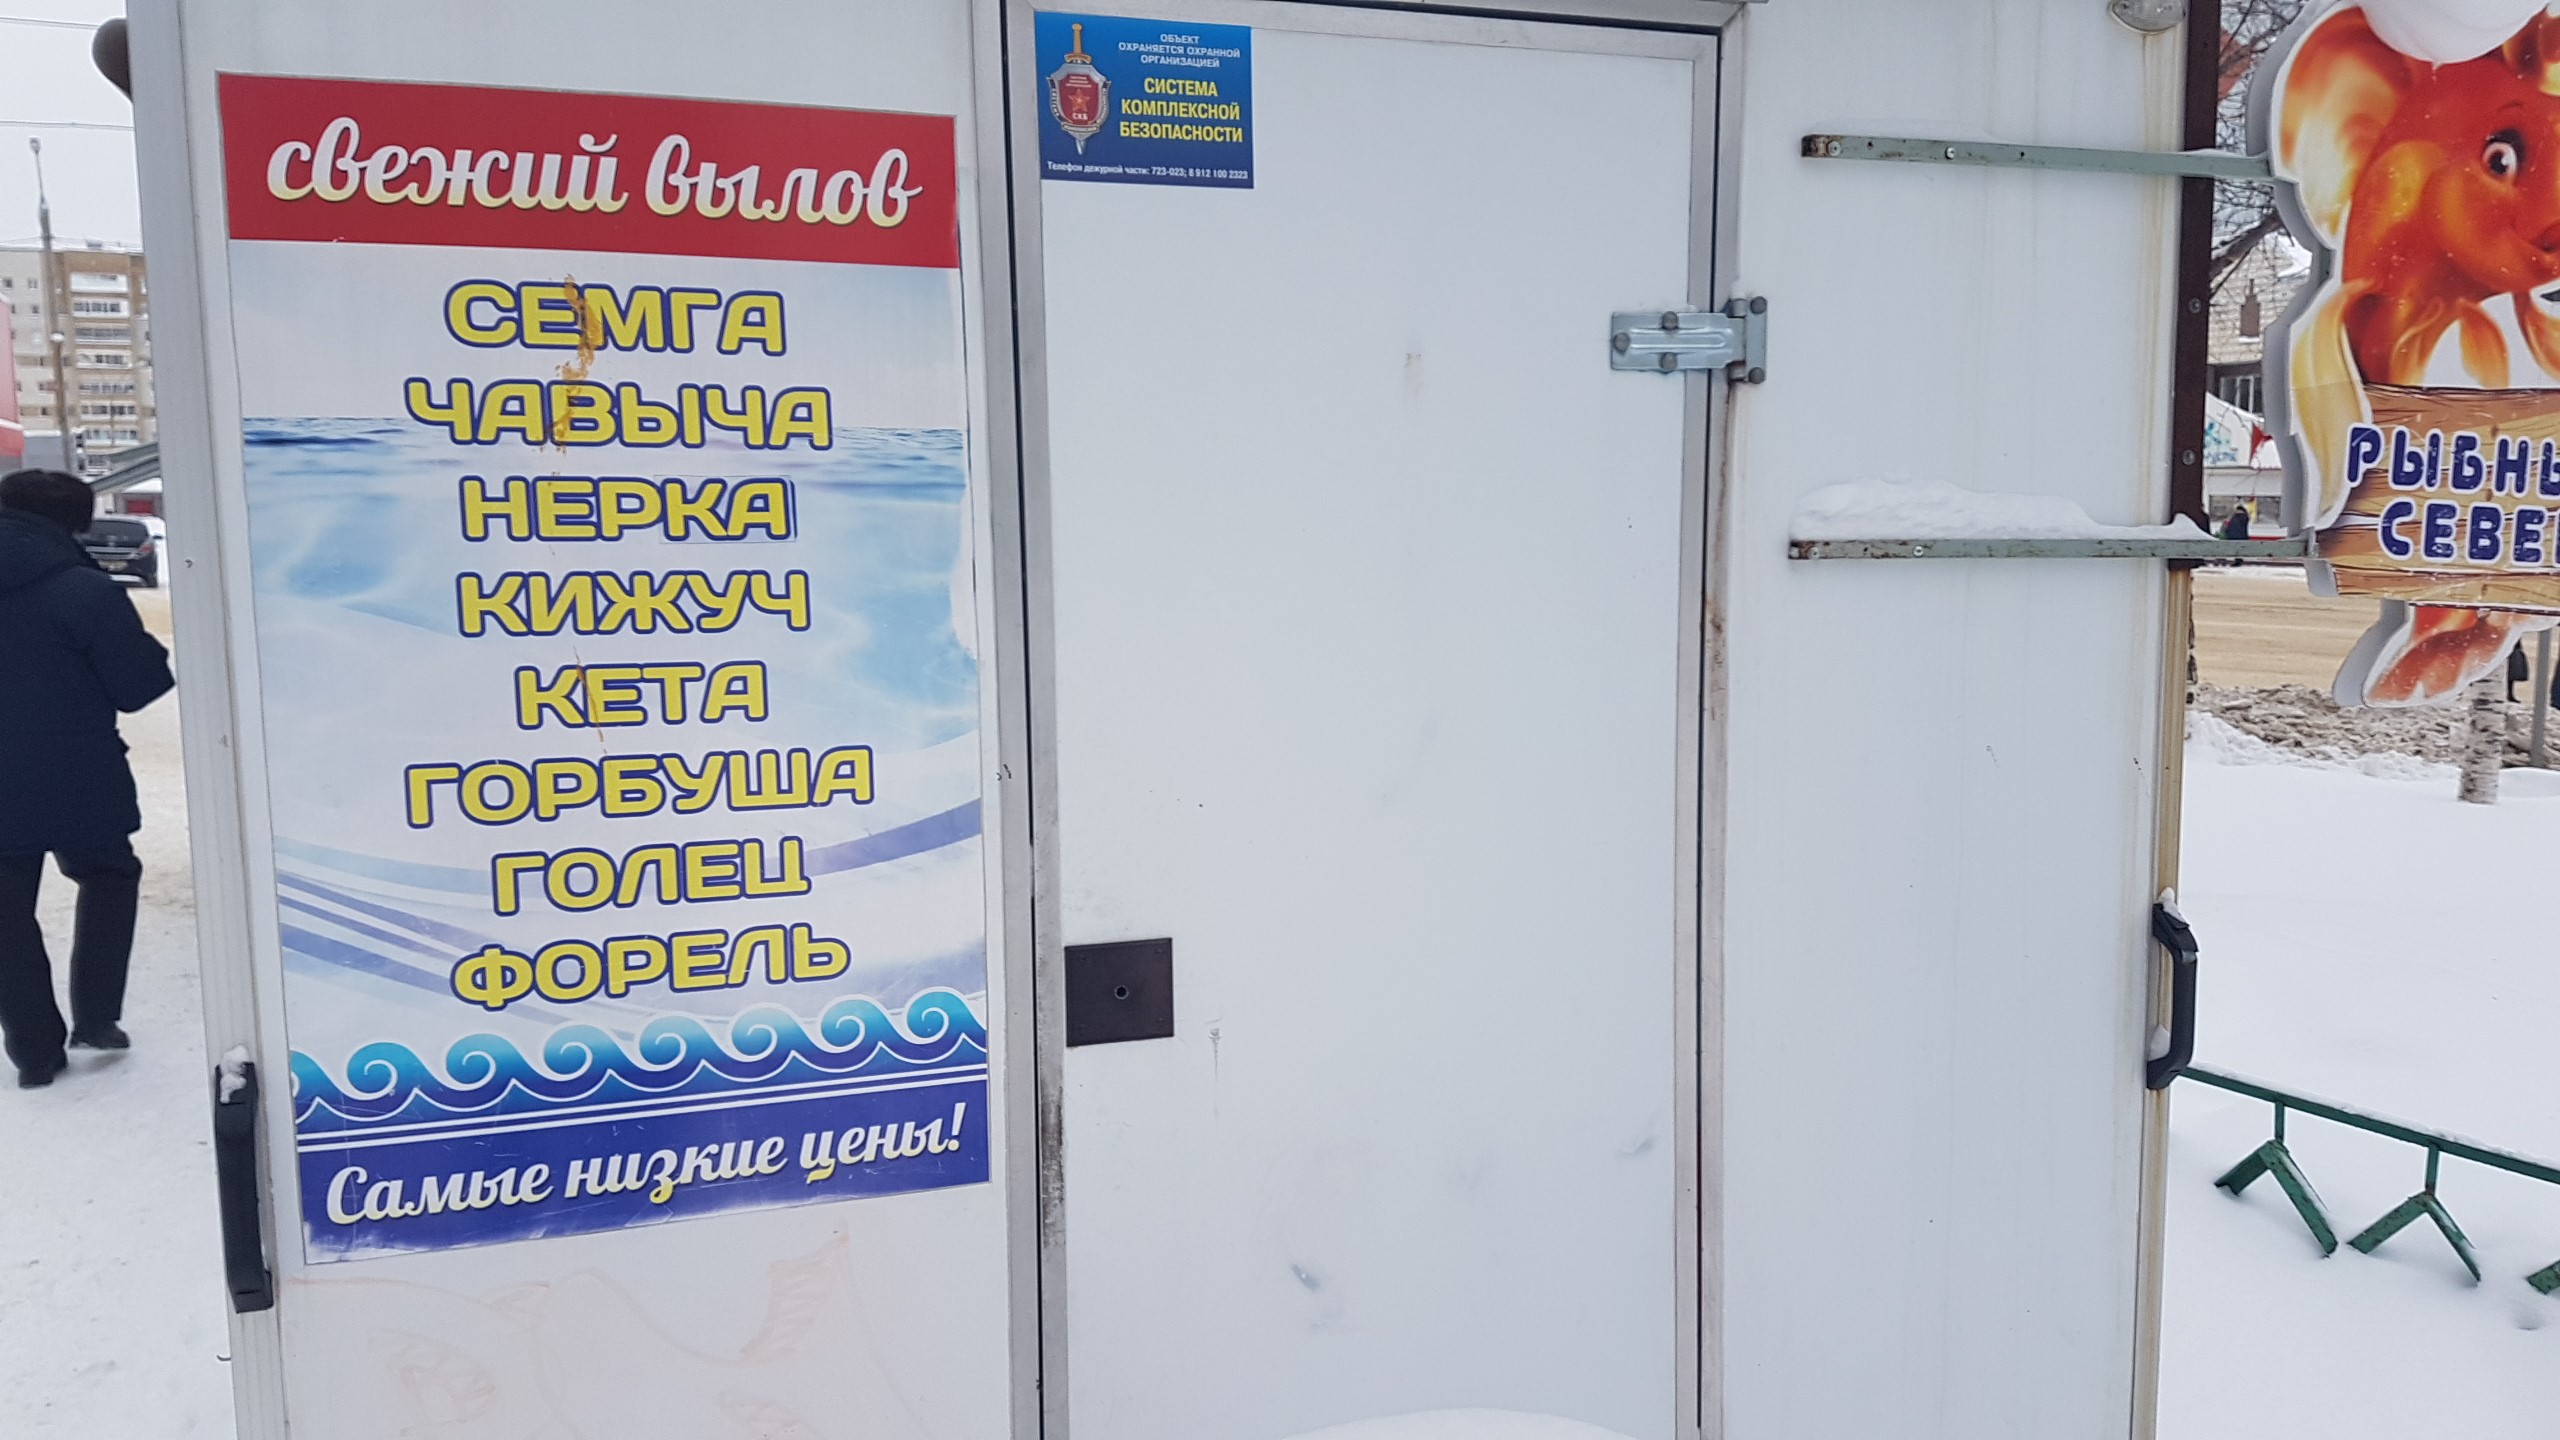 свежий вылов
СЕМГА
ЧАВЫЧА
НЕРКА
КИЖУЧ
КЕТА
ГОРБУША
ГОЛЕЦ
ФОРЕЛЬ
Самые низкие цены!
ОБЪЕКТ
ОХРАНЯЕТСЯ ОХРАННОЙ
ОРГАНИЗАЦИЕЙ
СИСТЕМА
КОМПЛЕКСНОЙ
БЕЗОПАСНОСТИ
СКБ
Телефон дежурной части: 723-023; 8 912 100 2323
РЫБНЫ
СЕВЕ